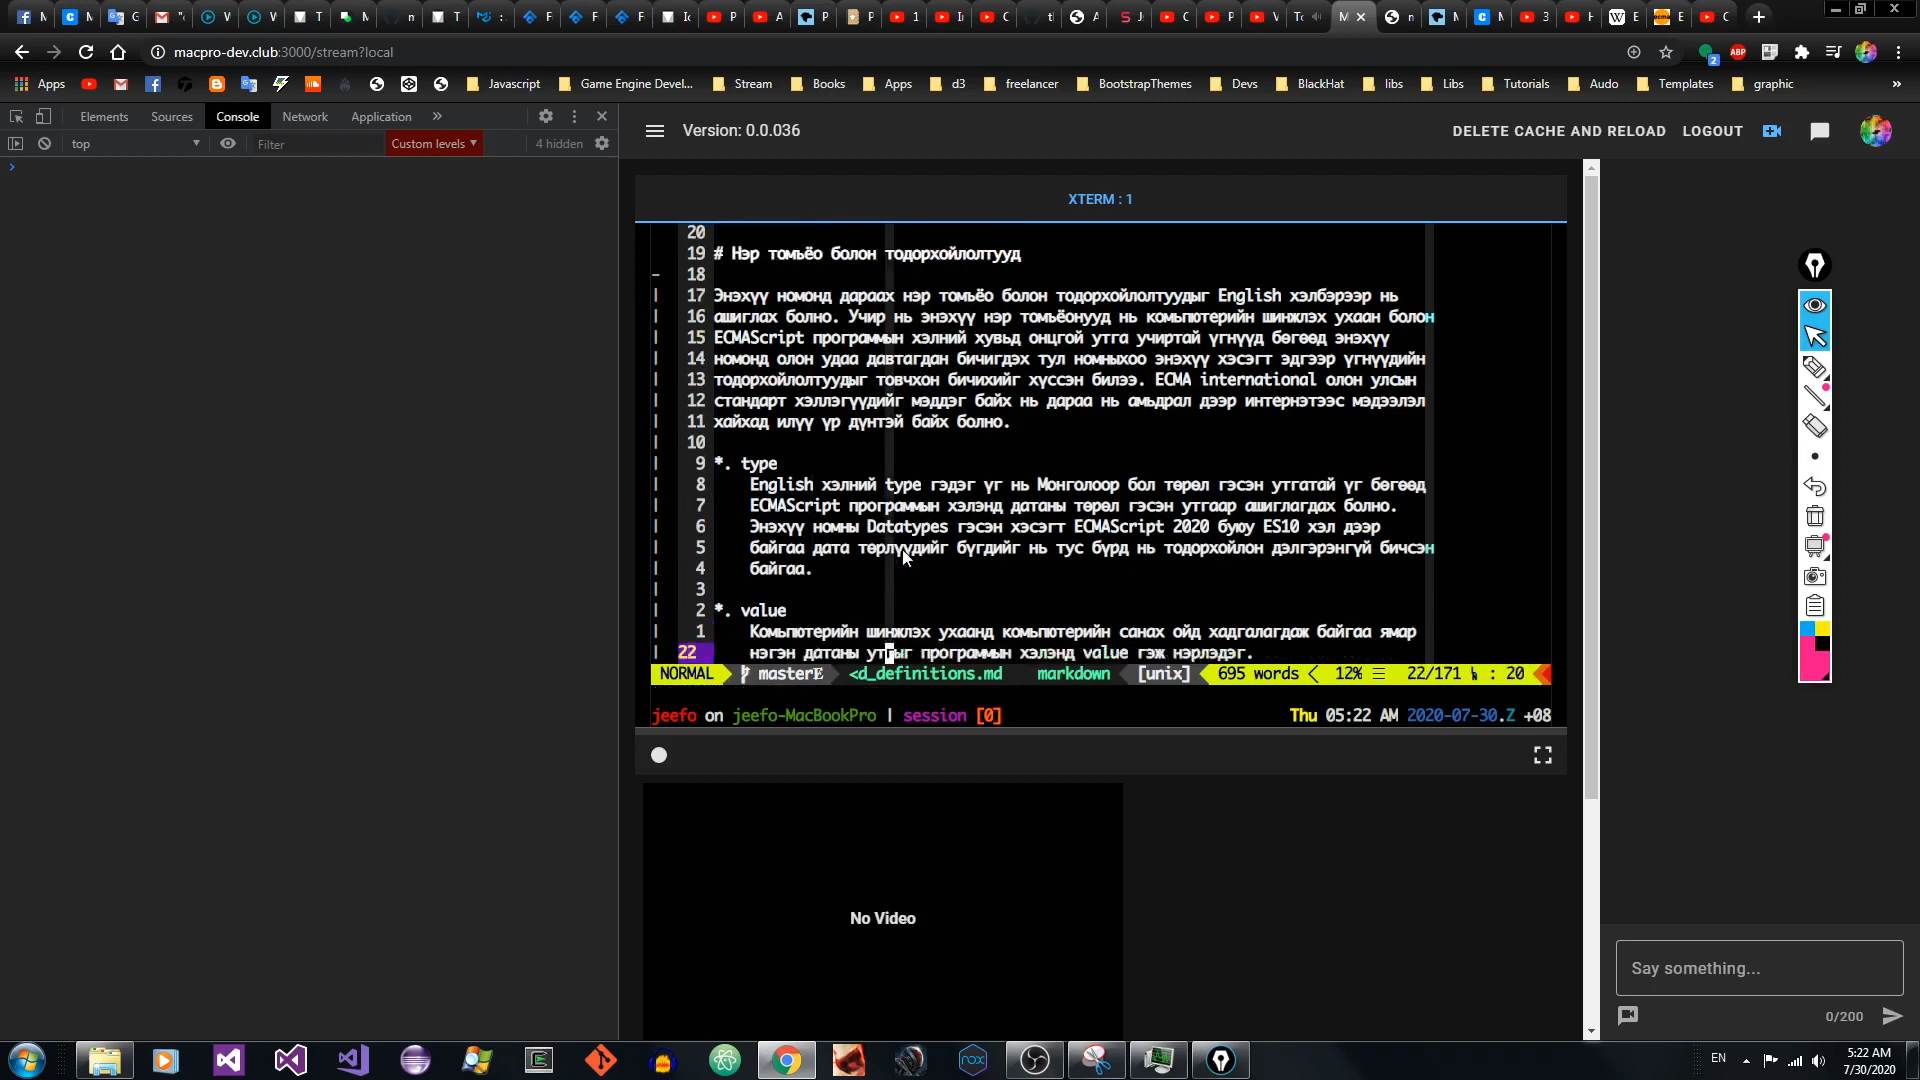 macpro-dev.club:3000/stream?local
Apps
Javascript
Game Engine Devel...
Stream
Books
Apps
d3
freelancer
BootstrapThemes
Devs
BlackHat
libs
Libs
Tutorials
Audo
Templates
graphic
»
Elements
Sources
Console
Network
Application
»
top
Filter
Custom levels
4 hidden
Version: 0.0.036
DELETE CACHE AND RELOAD
LOGOUT
XTERM : 1
20
19 # Нэр томъёо болон тодорхойлолтууд
18
17 Энэхүү номонд дараах нэр томъёо болон тодорхойлолтуудыг English хэлбэрээр нь
16 ашиглах болно. Учир нь энэхүү нэр томъёонууд нь компьютерийн шинжлэх ухаан болон
15 ECMAScript программын хэлний хувьд онцгой утга учиртай үгнүүд бөгөөд энэхүү
14 номонд олон удаа давтагдан бичигдэх тул номныхоо энэхүү хэсэгт эдгээр үгнүүдийн
13 тодорхойлолтуудыг товчхон бичихийг хүссэн билээ. ECMA international олон улсын
12 стандарт хэллэгүүдийг мэддэг байх нь дараа нь амьдрал дээр интернэтээс мэдээлэл
11 хайхад илүү үр дүнтэй байх болно.
10
9 *. type
8 English хэлний type гэдэг үг нь Монголоор бол төрөл гэсэн утгатай үг бөгөөд
7 ECMAScript программын хэлэнд датаны төрөл гэсэн утгаар ашиглагдах болно.
6 Энэхүү номны Datatypes гэсэн хэсэгт ECMAScript 2020 буюу ES10 хэл дээр
5 байгаа дата төрлүүдийг бүгдийг нь тус бүрд нь тодорхойлон дэлгэрэнгүй бичсэн
4 байгаа.
3
2 *. value
1 Комьпютерийн шинжлэх ухаанд комьпютерийн санах ойд хадгалагдаж байгаа ямар
22 нэгэн датаны утгыг программын хэлэнд value гэж нэрлэдэг.
NORMAL master <d_definitions.md markdown [unix] 695 words 12% 22/171 : 20
jeefo on jeefo-MacBookPro | session [0] Thu 05:22 AM 2020-07-30.Z +08
No Video
Say something...
0/200
EN
5:22 AM
7/30/2020